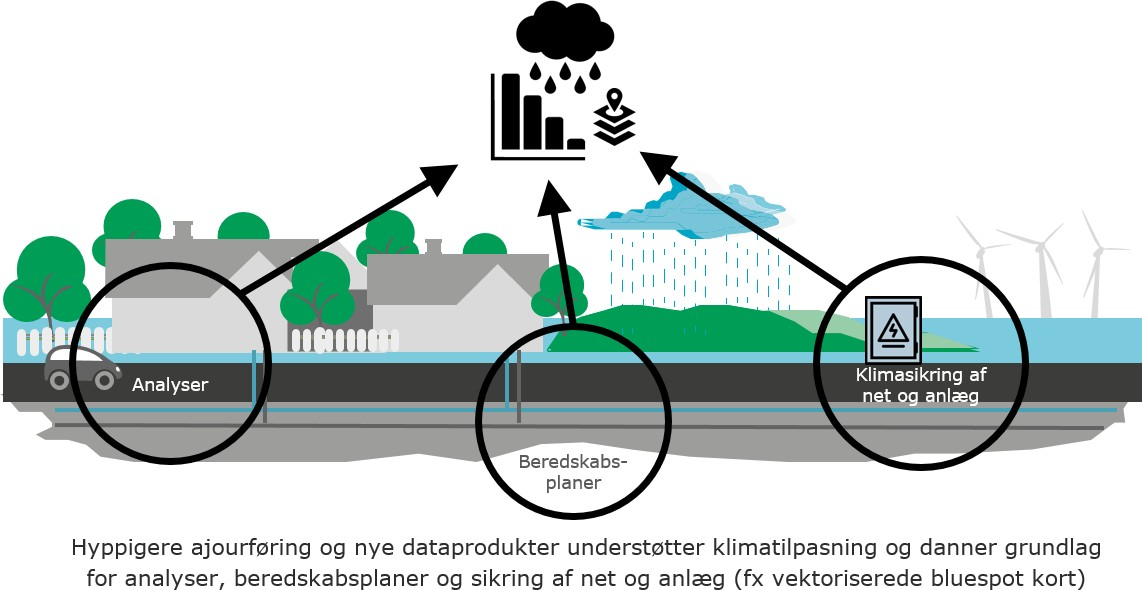 Analyser
Beredskabs-
planer
Klimasikring af
net og anlæg
Hyppigere ajourføring og nye dataprodukter understøtter klimatilpasning og danner grundlag
for analyser, beredskabsplaner og sikring af net og anlæg (fx vektoriserede bluespot kort)